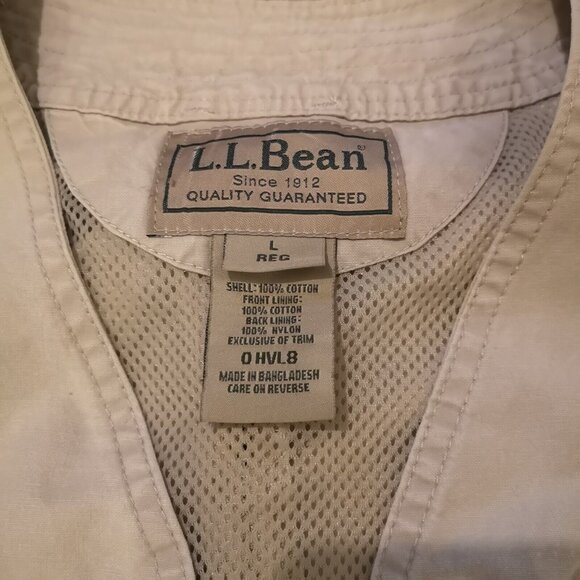 L.L.Bean®
Since 1912
QUALITY GUARANTEED
L
REG
SHELL: 100% COTTON
FRONT LINING:
100% COTTON
BACK LINING:
100% NYLON
EXCLUSIVE OF TRIM
0 HVL8
MADE IN BANGLADESH
CARE ON REVERSE